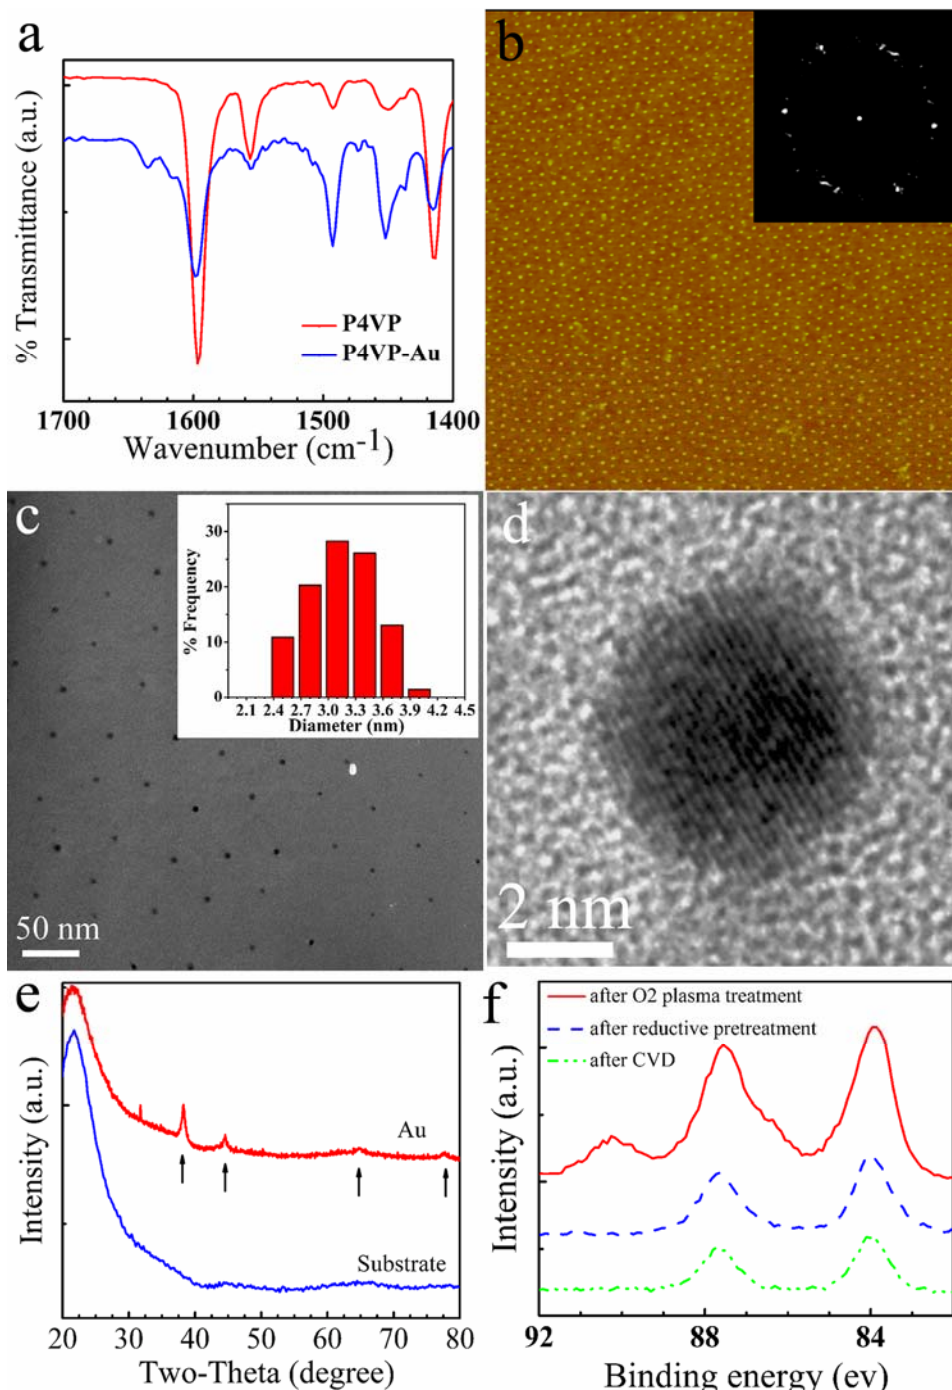 a
% Transmittance (a.u.)
P4VP
P4VP-Au
1700 1600 1500 1400
Wavenumber (cm-1)
b
c
% Frequency
30
20
10
0
2.1 2.4 2.7 3.0 3.3 3.6 3.9 4.2 4.5
Diameter (nm)
50 nm
d
2 nm
e
Intensity (a.u.)
Au
Substrate
20 30 40 50 60 70 80
Two-Theta (degree)
f
Intensity (a.u.)
after O2 plasma treatment
after reductive pretreatment
after CVD
92 88 84
Binding energy (ev)